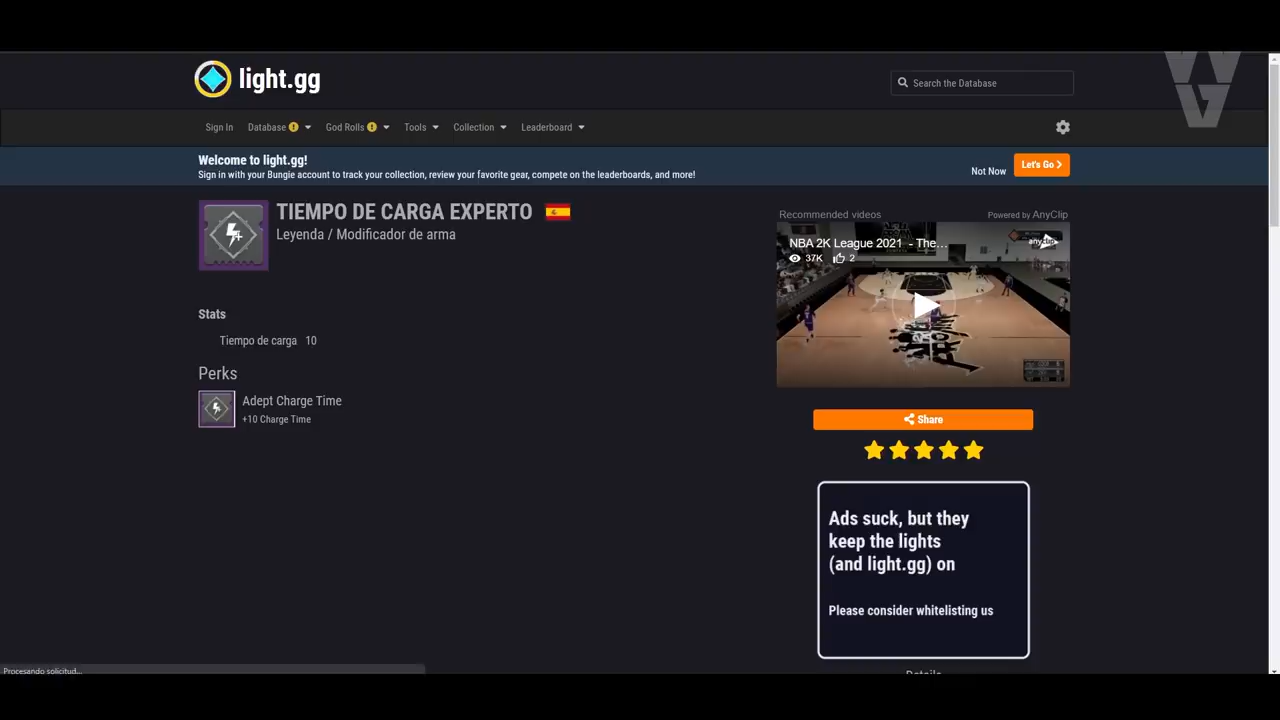 light.gg
Search the Database
WG
Sign In
Database
God Rolls
Tools
Collection
Leaderboard
Welcome to light.gg!
Sign in with your Bungie account to track your collection, review your favorite gear, compete on the leaderboards, and more!
Not Now
Let's Go
TIEMPO DE CARGA EXPERTO
Leyenda / Modificador de arma
Stats
Tiempo de carga 10
Perks
Adept Charge Time
+10 Charge Time
Recommended videos
Powered by AnyClip
NBA 2K League 2021 - The...
37K 2
Share
Ads suck, but they
keep the lights
(and light.gg) on
Please consider whitelisting us
Details
Procesando solicitud...